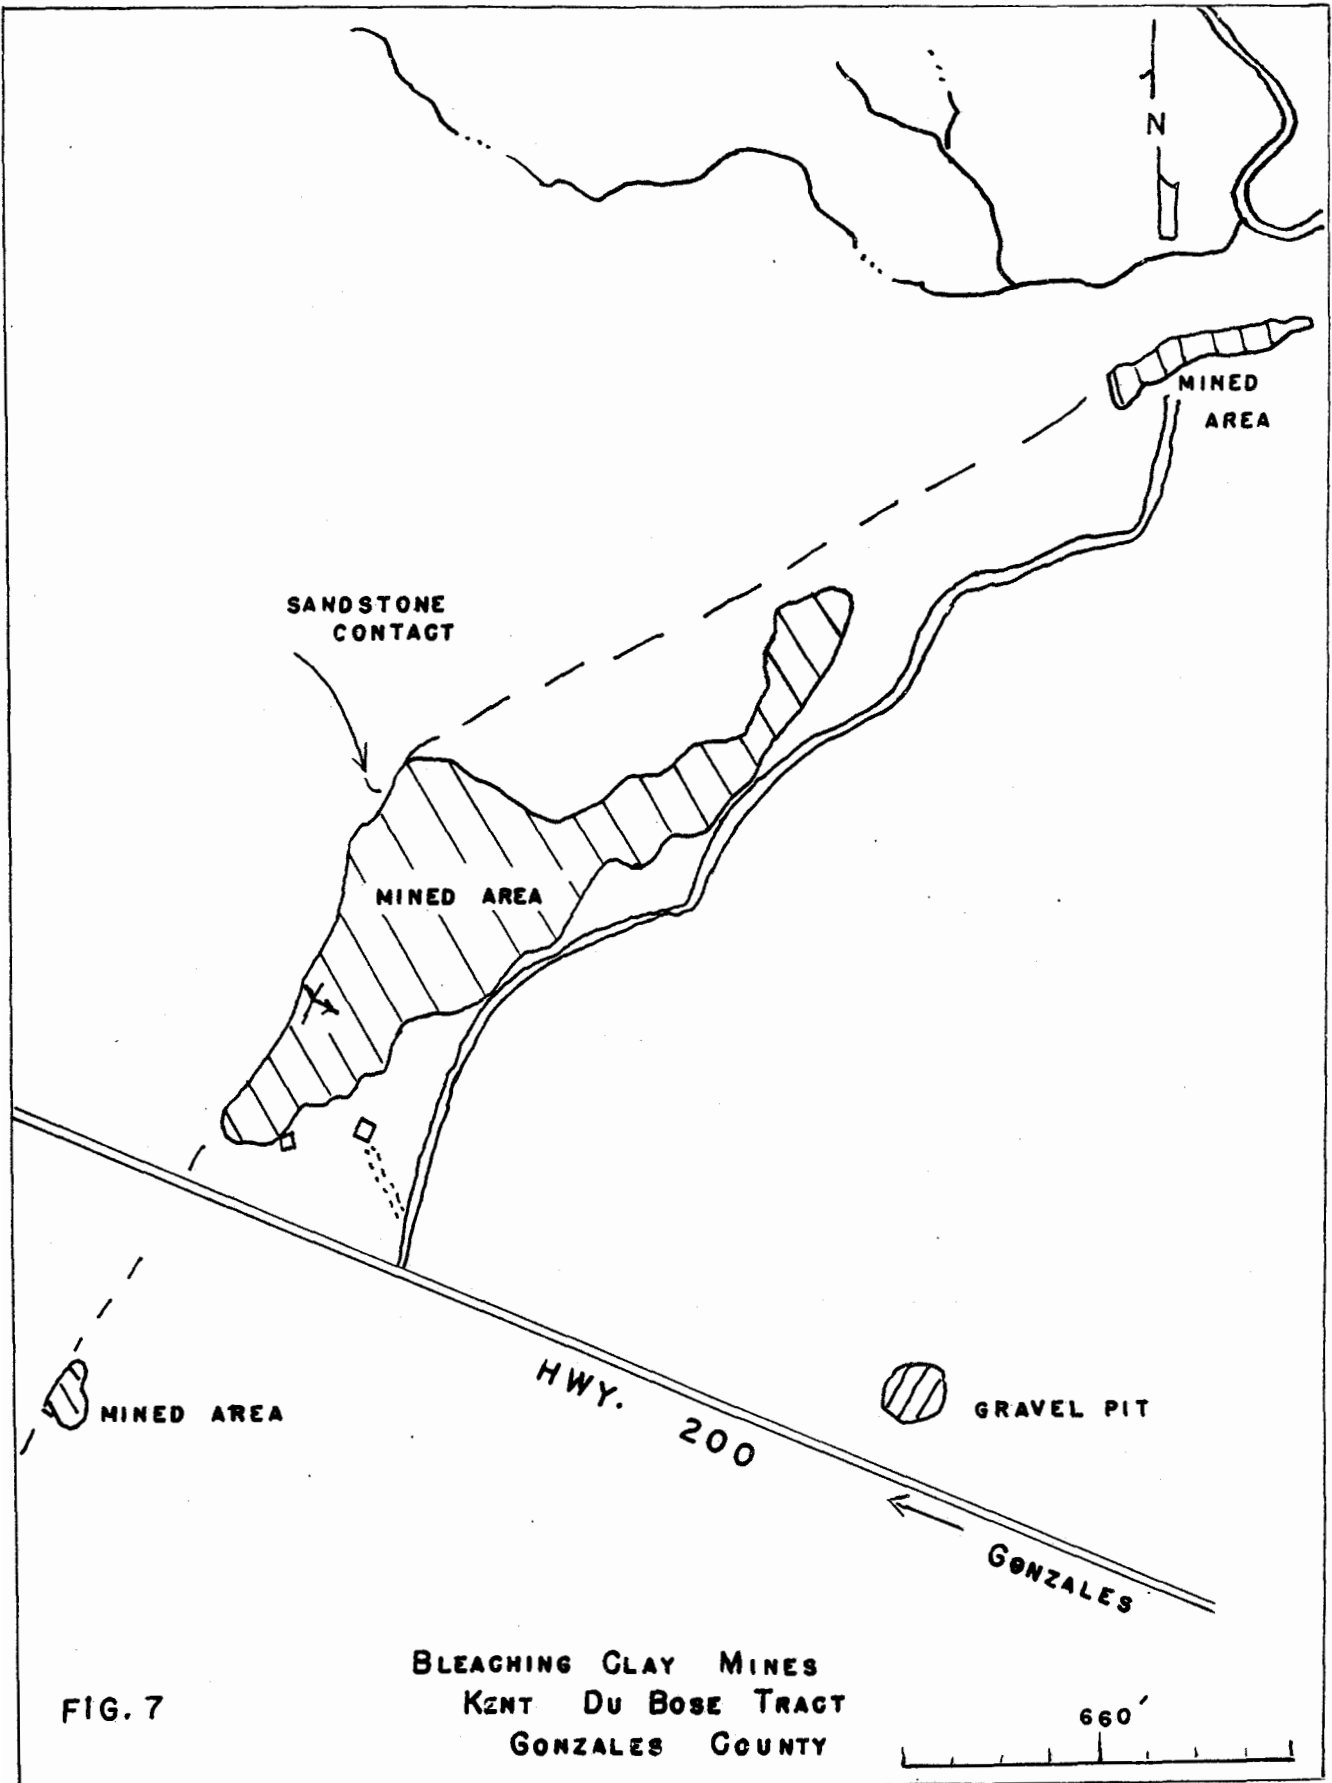 N
MINED
AREA
SANDSTONE
CONTACT
MINED AREA
MINED AREA
HWY. 200
GRAVEL PIT
GONZALES
BLEACHING CLAY MINES
KENT DU BOSE TRACT
GONZALES COUNTY
FIG. 7
660'